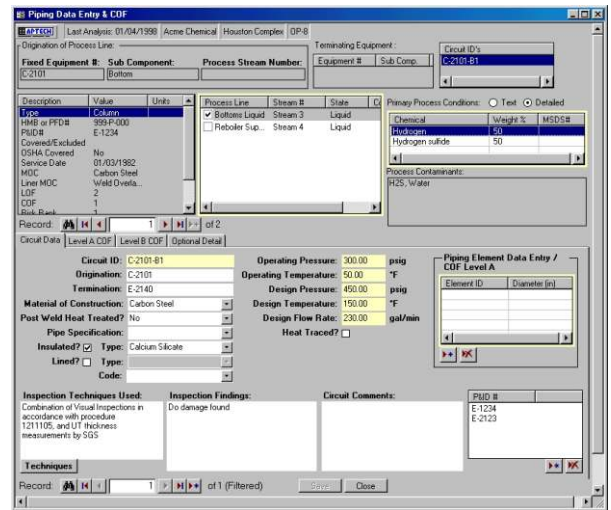 Piping Data Entry & COF
APTECH Last Analysis: 01/04/1998 Acme Chemical Houston Complex OP-8
Origination of Process Line:
Fixed Equipment #: Sub Component: Process Stream Number:
C-2101 Bottom
Terminating Equipment:
Equipment # Sub Comp.
Circuit ID's
C-2101-B1
Description Value Units
Type Column
HMB or PFD# 999-P-000
P&ID# E-1234
Covered/Excluded
OSHA Covered No
Service Date 01/03/1982
MOC Carbon Steel
Liner MOC Weld Overla...
LOF 2
COF 1
Risk Rank 1
Process Line Stream # State
Bottoms Liquid Stream 3 Liquid
Reboiler Sup... Stream 4 Liquid
Primary Process Conditions: Text Detailed
Chemical Weight % MSDS#
Hydrogen 50
Hydrogen sulfide 50
Process Contaminants:
H2S, Water
Record: 1 of 2
Circuit Data Level A COF Level B COF Optional Detail
Circuit ID: C-2101-B1
Origination: C-2101
Termination: E-2140
Material of Construction: Carbon Steel
Post Weld Heat Treated? No
Pipe Specification:
Insulated? Type: Calcium Silicate
Lined? Type:
Code:
Operating Pressure: 300.00 psig
Operating Temperature: 50.00 °F
Design Pressure: 450.00 psig
Design Temperature: 150.00 °F
Design Flow Rate: 230.00 gal/min
Heat Traced?
Piping Element Data Entry /
COF Level A
Element ID Diameter (in)
Inspection Techniques Used:
Combination of Visual Inspections in
accordance with procedure
1211105, and UT thickness
measurements by SGS
Techniques
Inspection Findings:
Do damage found
Circuit Comments:
P&ID #
E-1234
E-2123
Record: 1 of 1 (Filtered) Save Close